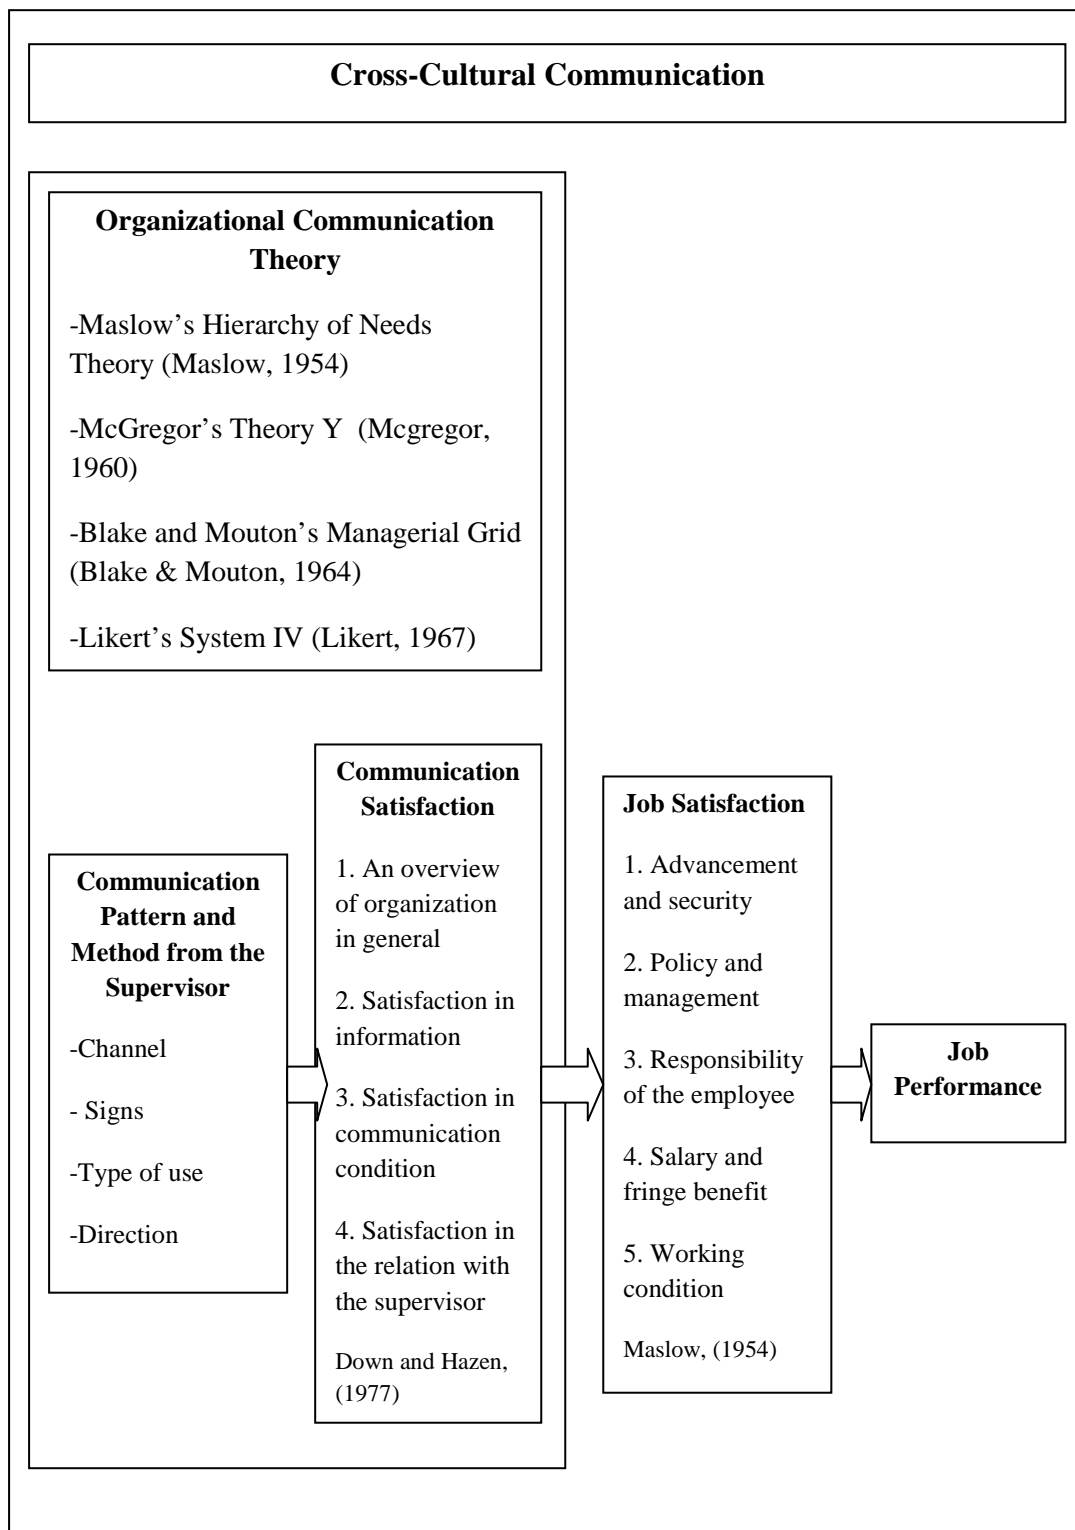 Cross-Cultural Communication
Organizational Communication
Theory
-Maslow’s Hierarchy of Needs
Theory (Maslow, 1954)
-McGregor’s Theory Y  (Mcgregor,
1960)
-Blake and Mouton’s Managerial Grid
(Blake & Mouton, 1964)
-Likert’s System IV (Likert, 1967)
Communication
Pattern and
Method from the
Supervisor
-Channel
- Signs
-Type of use
-Direction
Communication
Satisfaction
1. An overview
of organization
in general
2. Satisfaction in
information
3. Satisfaction in
communication
condition
4. Satisfaction in
the relation with
the supervisor
Down and Hazen,
(1977)
Job Satisfaction
1. Advancement
and security
2. Policy and
management
3. Responsibility
of the employee
4. Salary and
fringe benefit
5. Working
condition
Maslow, (1954)
Job
Performance